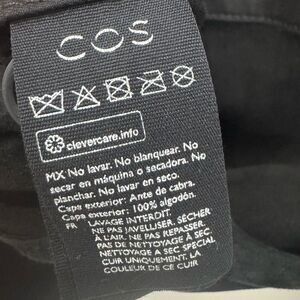 COS
clevercare.info
MX No lavar. No blanquear. No
secar en máquina o secadora. No
planchar. No lavar en seco.
Capa exterior: Ante de cabra.
Capa exterior: 100% algodón.
FR LAVAGE INTERDIT.
NE PAS JAVELLISER. SÉCHER
À L'AIR. NE PAS REPASSER.
PAS DE NETTOYAGE À SEC
NETTOYAGE A SEC SPECIAL
CUIR UNIQUEMENT. LA
COULEUR DE CE CUIR